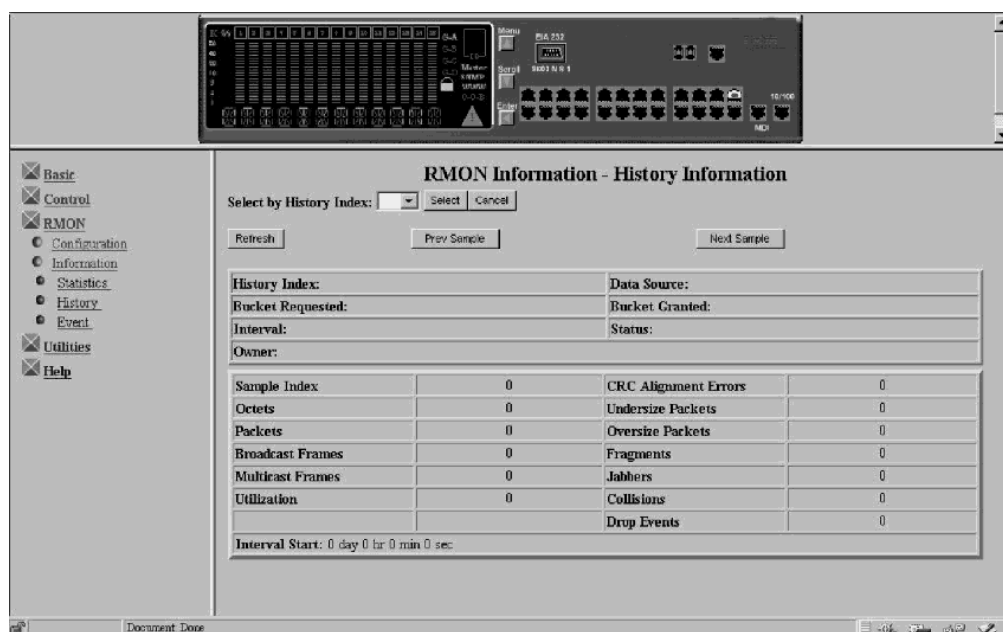 Menu
EIA 232
Scroll
9600 N 8 1
Master
Enter
10/100
MDI
RMON Information - History Information
Select by History Index:
Select
Cancel
Refresh
Prev Sample
Next Sample
Basic
Control
RMON
Configuration
Information
Statistics
History
Event
Utilities
Help
History Index:
Data Source:
Bucket Requested:
Bucket Granted:
Interval:
Status:
Owner:
Sample Index 0 CRC Alignment Errors 0
Octets 0 Undersize Packets 0
Packets 0 Oversize Packets 0
Broadcast Frames 0 Fragments 0
Multicast Frames 0 Jabbers 0
Utilization 0 Collisions 0
Drop Events 0
Interval Start: 0 day 0 hr 0 min 0 sec
Document Done